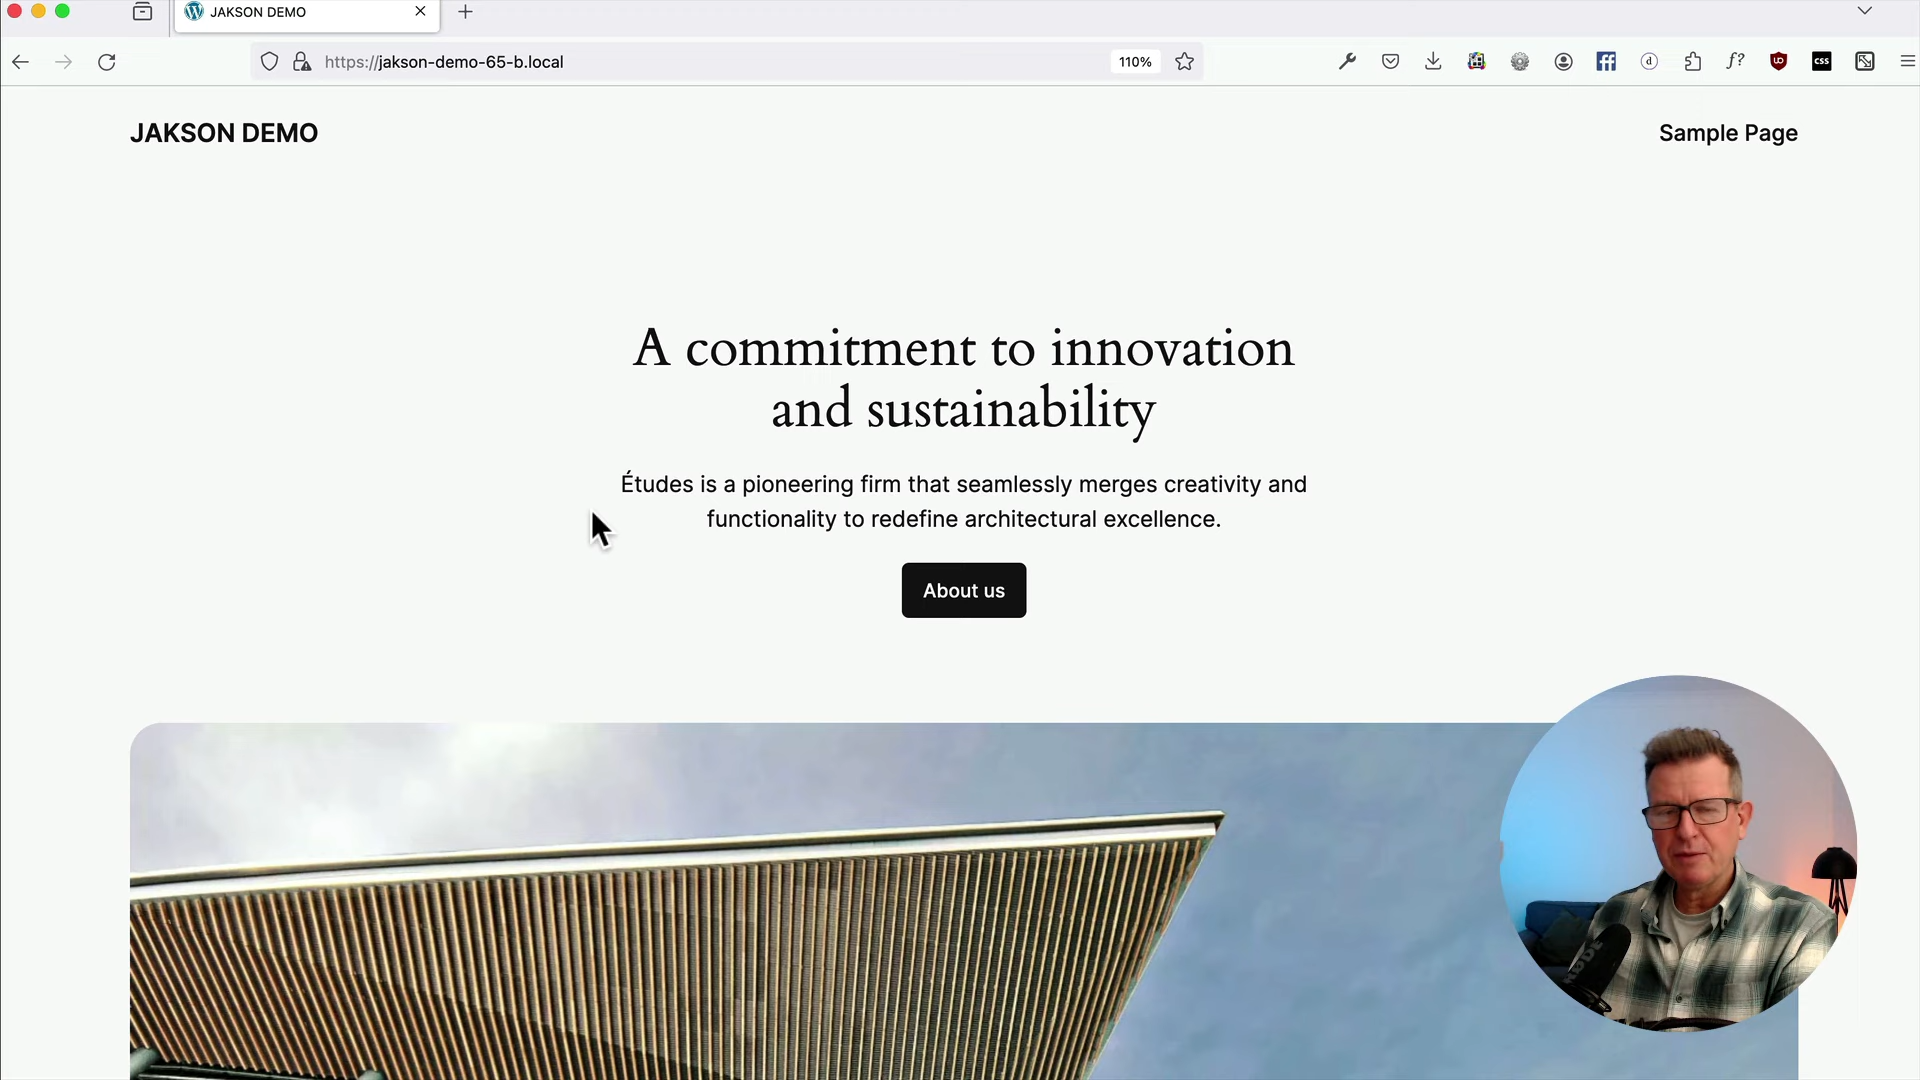 JAKSON DEMO
https://jakson-demo-65-b.local
110%
f?
css
JAKSON DEMO
Sample Page
A commitment to innovation
and sustainability
Études is a pioneering firm that seamlessly merges creativity and
functionality to redefine architectural excellence.
About us